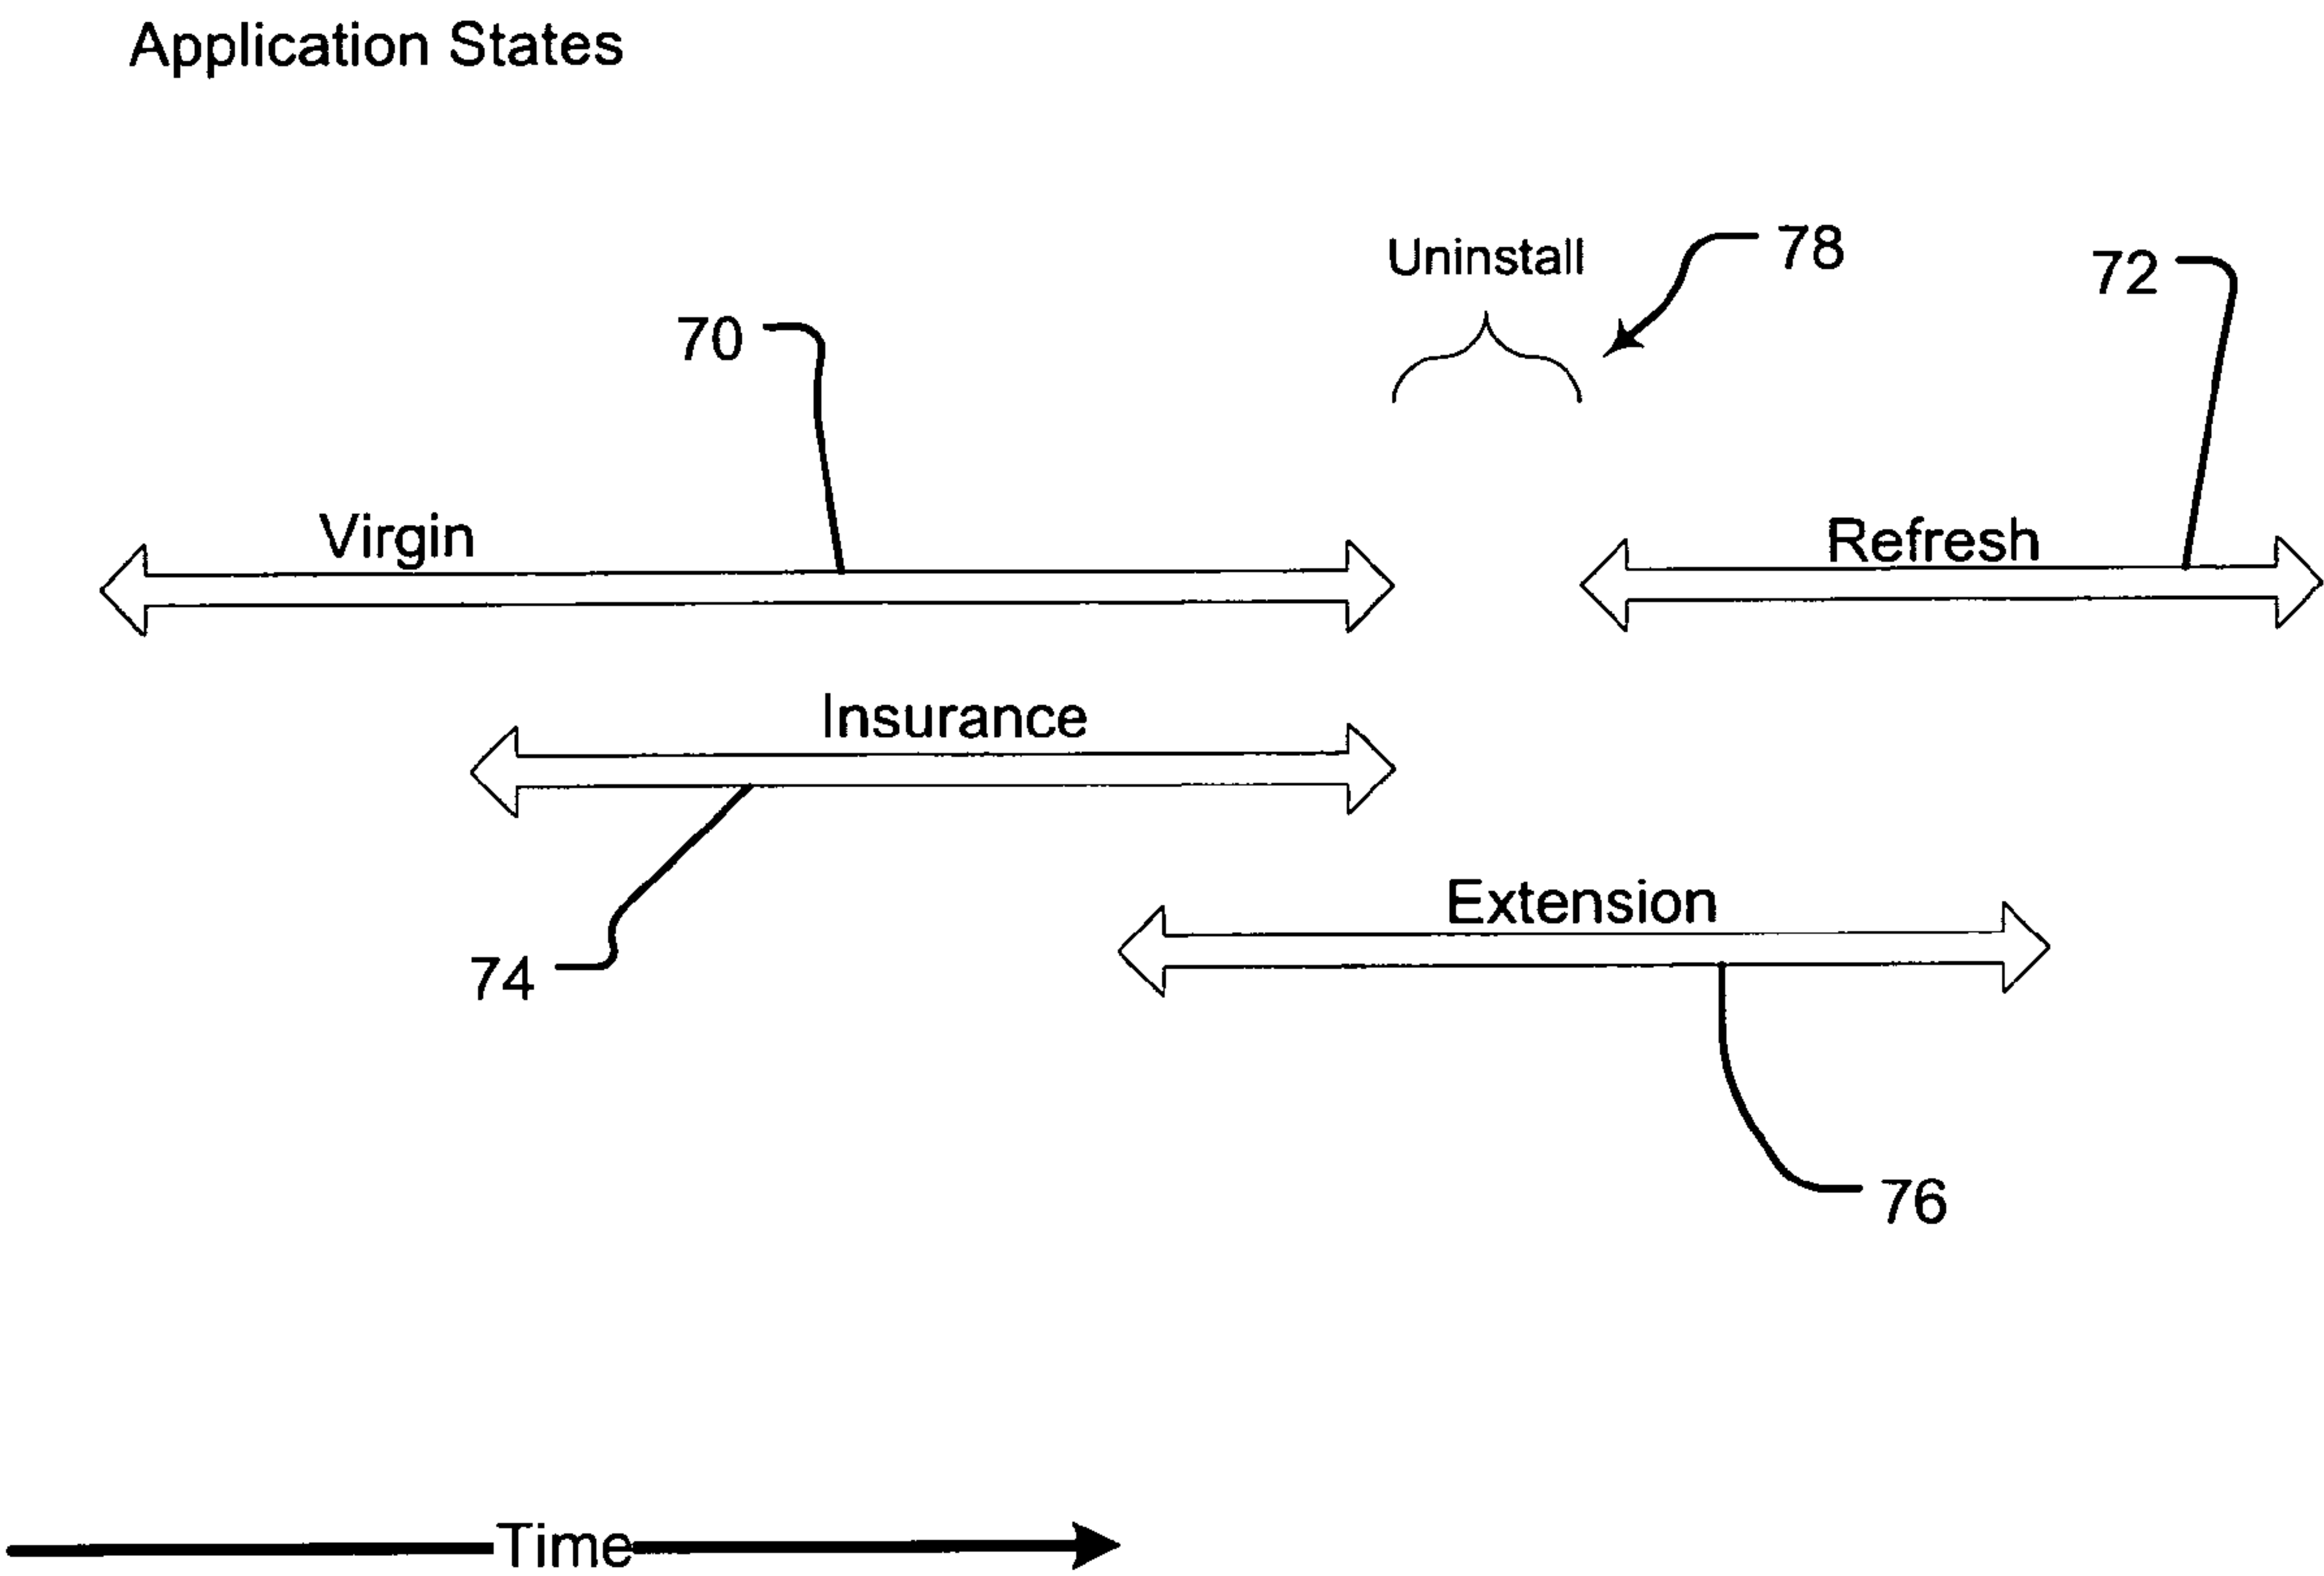 Application States
Uninstall
78
72
70
Virgin
Refresh
Insurance
Extension
74
76
Time